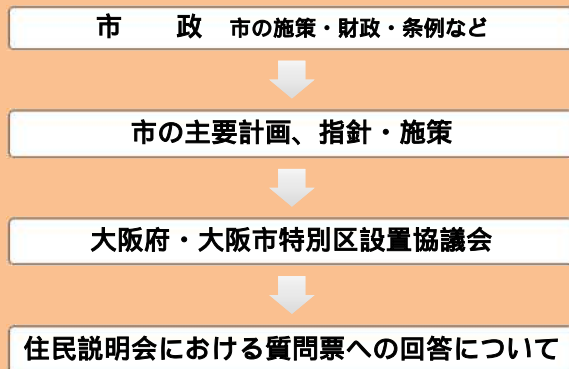 市　　政　市の施策・財政・条例など
市の主要計画、指針・施策
大阪府・大阪市特別区設置協議会
住民説明会における質問票への回答について